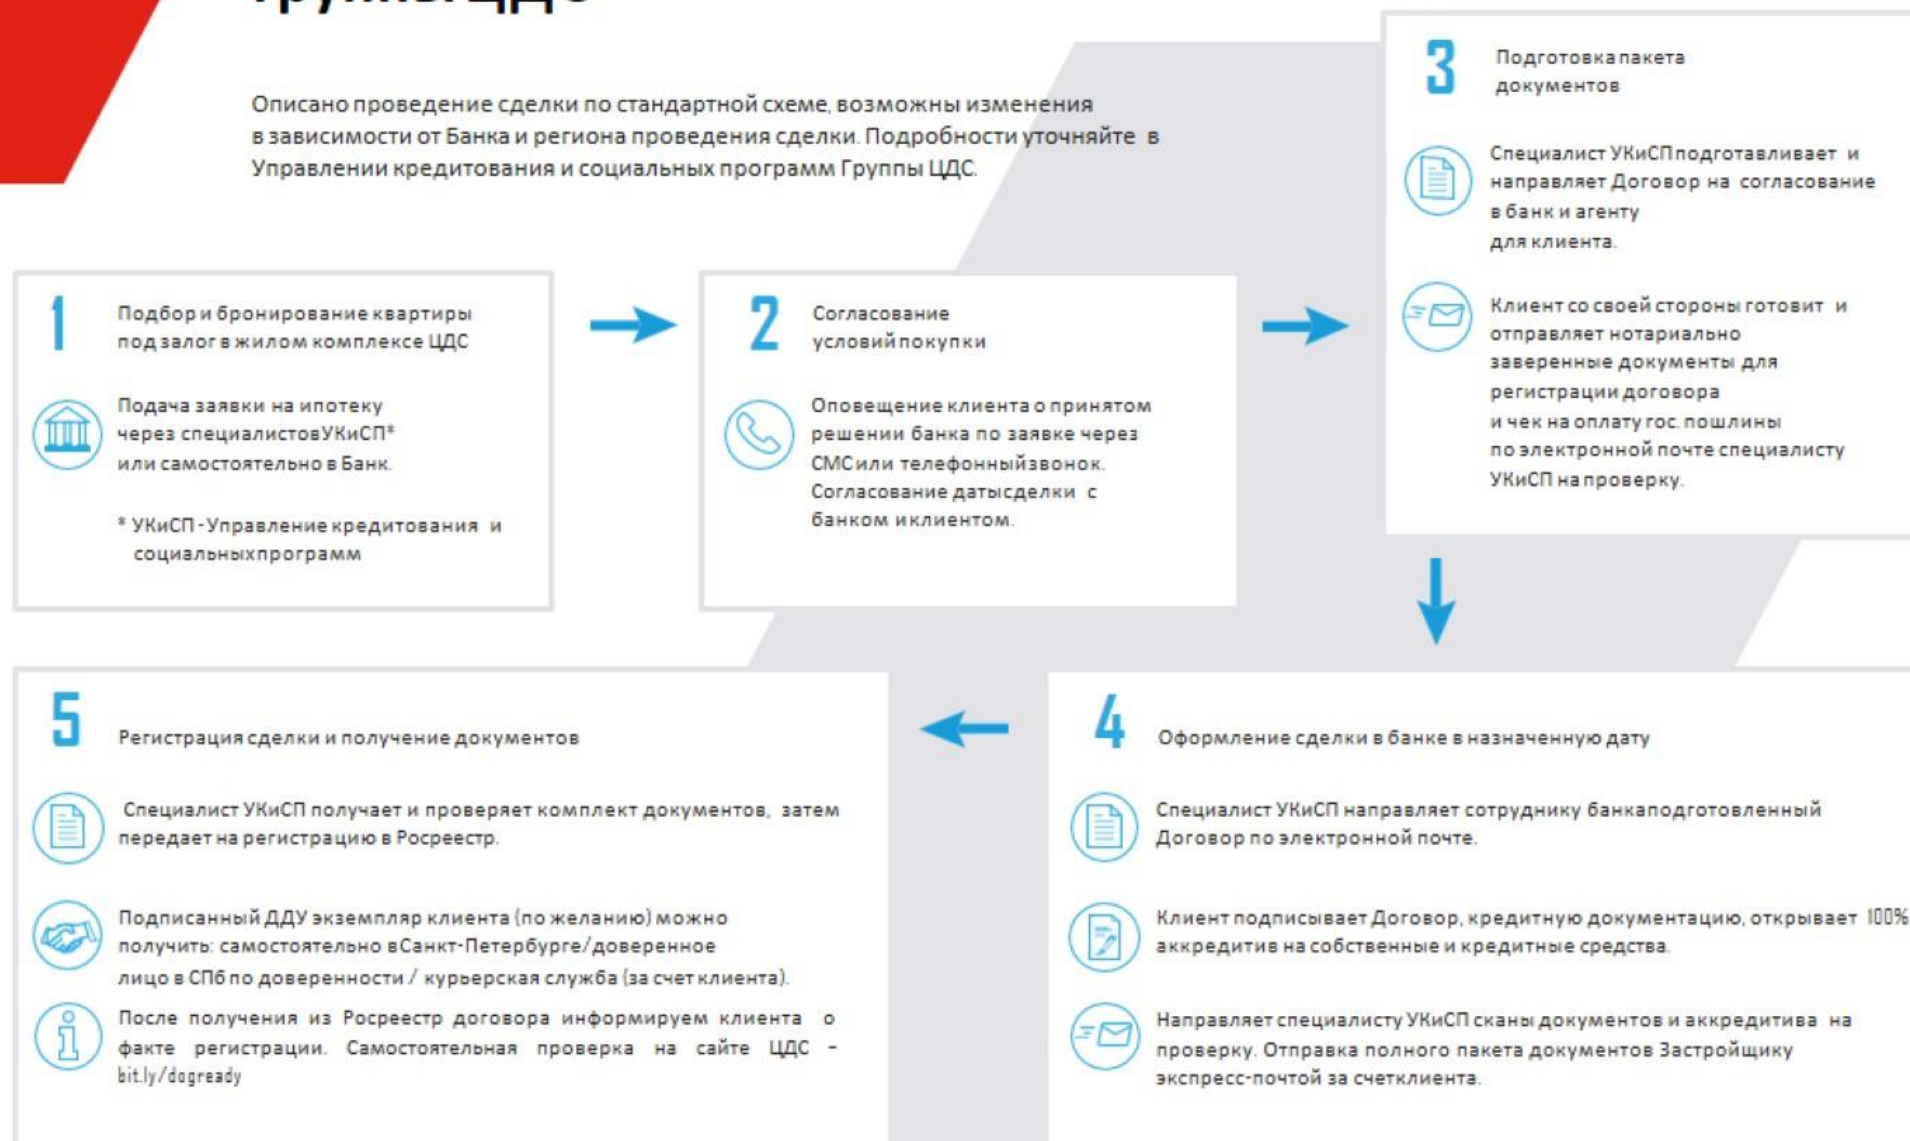 Группы ЦДС
Описано проведение сделки по стандартной схеме, возможны изменения
в зависимости от Банка и региона проведения сделки. Подробности уточняйте в
Управлении кредитования и социальных программ Группы ЦДС.
1
Подбор и бронирование квартиры
под залог в жилом комплексе ЦДС
Подача заявки на ипотеку
через специалистов УКиСП*
или самостоятельно в Банк.
* УКиСП - Управление кредитования и
социальных программ
2
Согласование
условий покупки
Оповещение клиента о принятом
решении банка по заявке через
СМС или телефонный звонок.
Согласование даты сделки с
банком и клиентом.
3
Подготовка пакета
документов
Специалист УКиСП подготавливает и
направляет Договор на согласование
в банк и агенту
для клиента.
Клиент со своей стороны готовит и
отправляет нотариально
заверенные документы для
регистрации договора
и чек на оплату гос. пошлины
по электронной почте специалисту
УКиСП на проверку.
4
Оформление сделки в банке в назначенную дату
Специалист УКиСП направляет сотруднику банка подготовленный
Договор по электронной почте.
Клиент подписывает Договор, кредитную документацию, открывает 100%
аккредитив на собственные и кредитные средства.
Направляет специалисту УКиСП сканы документов и аккредитива на
проверку. Отправка полного пакета документов Застройщику
экспресс-почтой за счет клиента.
5
Регистрация сделки и получение документов
Специалист УКиСП получает и проверяет комплект документов, затем
передает на регистрацию в Росреестр.
Подписанный ДДУ экземпляр клиента (по желанию) можно
получить: самостоятельно в Санкт-Петербурге/доверенное
лицо в СПб по доверенности / курьерская служба (за счет клиента).
После получения из Росреестр договора информируем клиента о
факте регистрации. Самостоятельная проверка на сайте ЦДС –
bit.ly/dogready